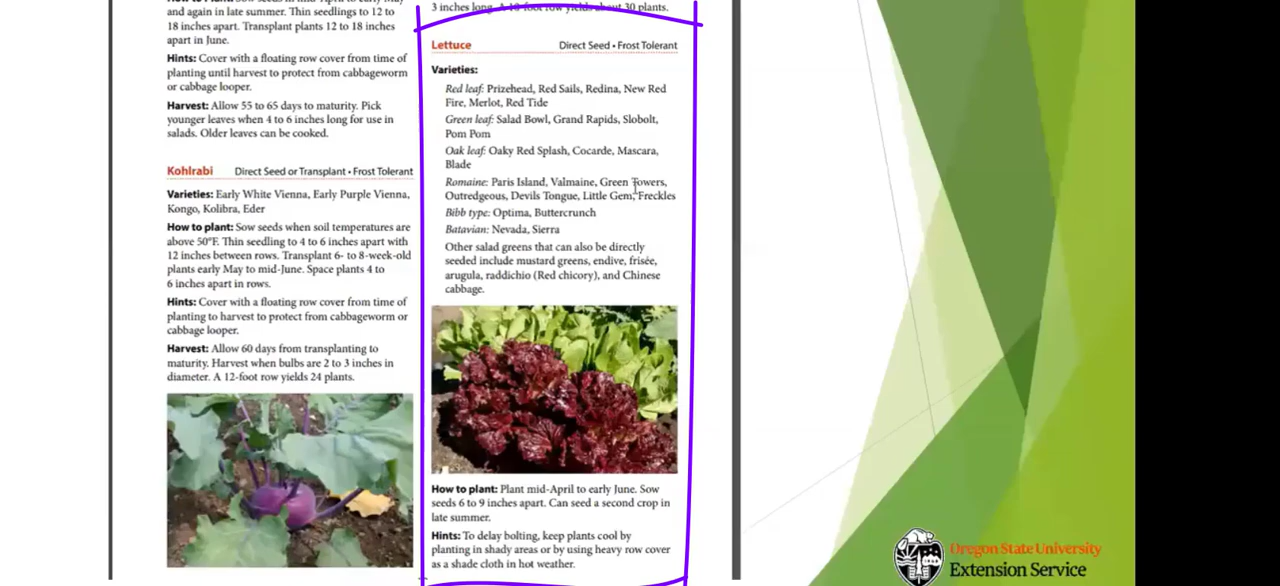 and again in late summer. Thin seedlings to 12 to
18 inches apart. Transplant plants 12 to 18 inches
apart in June.
Hints: Cover with a floating row cover from time of
planting until harvest to protect from cabbageworm
or cabbage looper.
Harvest: Allow 55 to 65 days to maturity. Pick
younger leaves when 4 to 6 inches long for use in
salads. Older leaves can be cooked.
Kohlrabi Direct Seed or Transplant • Frost Tolerant
Varieties: Early White Vienna, Early Purple Vienna,
Kongo, Kolibra, Eder
How to plant: Sow seeds when soil temperatures are
above 50°F. Thin seedling to 4 to 6 inches apart with
12 inches between rows. Transplant 6- to 8-week-old
plants early May to mid-June. Space plants 4 to
6 inches apart in rows.
Hints: Cover with a floating row cover from time of
planting to harvest to protect from cabbageworm or
cabbage looper.
Harvest: Allow 60 days from transplanting to
maturity. Harvest when bulbs are 2 to 3 inches in
diameter. A 12-foot row yields 24 plants.
3 inches long. A 10-foot row yields about 30 plants.
Lettuce Direct Seed • Frost Tolerant
Varieties:
Red leaf: Prizehead, Red Sails, Redina, New Red
Fire, Merlot, Red Tide
Green leaf: Salad Bowl, Grand Rapids, Slobolt,
Pom Pom
Oak leaf: Oaky Red Splash, Cocarde, Mascara,
Blade
Romaine: Paris Island, Valmaine, Green Towers,
Outredgeous, Devils Tongue, Little Gem, Freckles
Bibb type: Optima, Buttercrunch
Batavian: Nevada, Sierra
Other salad greens that can also be directly
seeded include mustard greens, endive, frisée,
arugula, raddichio (Red chicory), and Chinese
cabbage.
How to plant: Plant mid-April to early June. Sow
seeds 6 to 9 inches apart. Can seed a second crop in
late summer.
Hints: To delay bolting, keep plants cool by
planting in shady areas or by using heavy row cover
as a shade cloth in hot weather.
Oregon State University
Extension Service